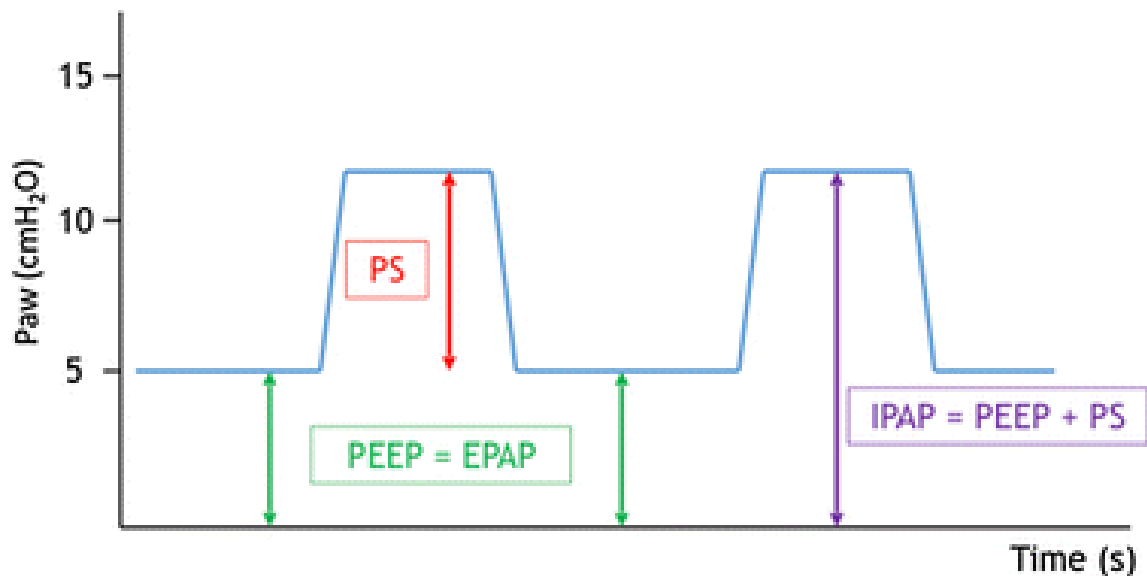 15
10
5
Paw (cmH₂O)
PS
PEEP = EPAP
IPAP = PEEP + PS
Time (s)